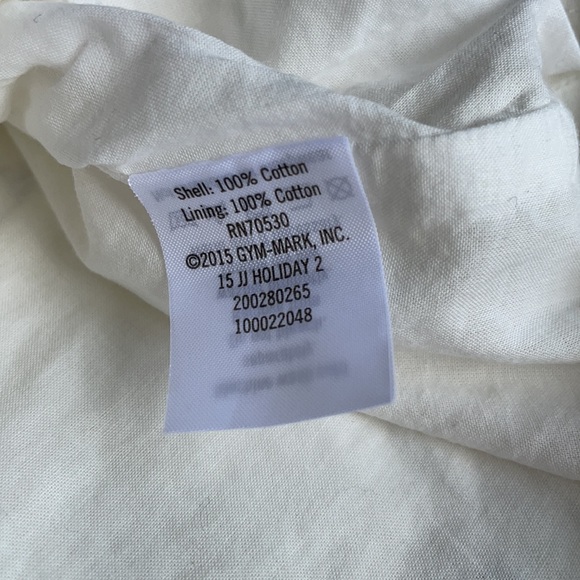 Shell: 100% Cotton
Lining: 100% Cotton
RN70530
©2015 GYM-MARK, INC.
15 JJ HOLIDAY 2
200280265
100022048